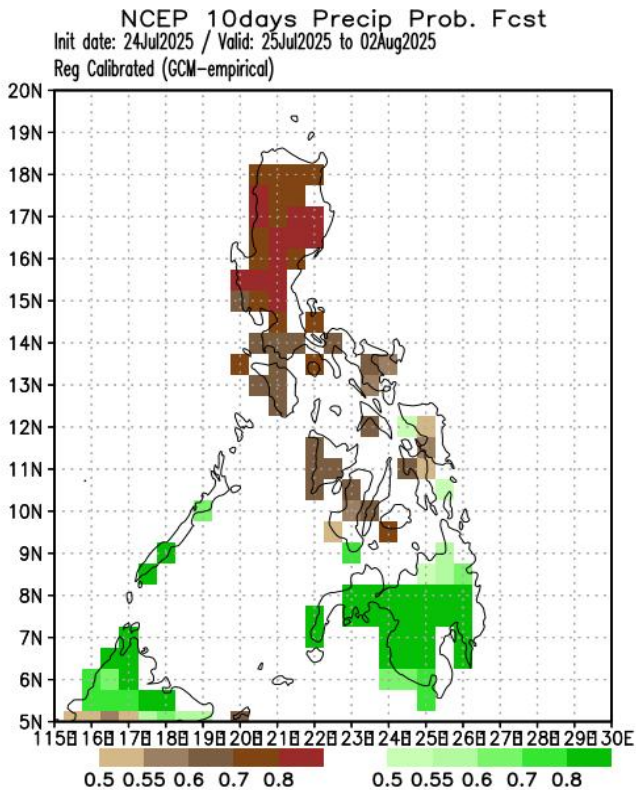 NCEP 10days Precip Prob. Fcst
Init date: 24Jul2025 / Valid: 25Jul2025 to 02Aug2025
Reg Calibrated (GCM-empirical)
20N
19N
18N
17N
16N
15N
14N
13N
12N
11N
10N
9N
8N
7N
6N
5N
115E 116E 117E 118E 119E 120E 121E 122E 123E 124E 125E 126E 127E 128E 129E 130E
0.5 0.55 0.6 0.7 0.8 0.5 0.55 0.6 0.7 0.8